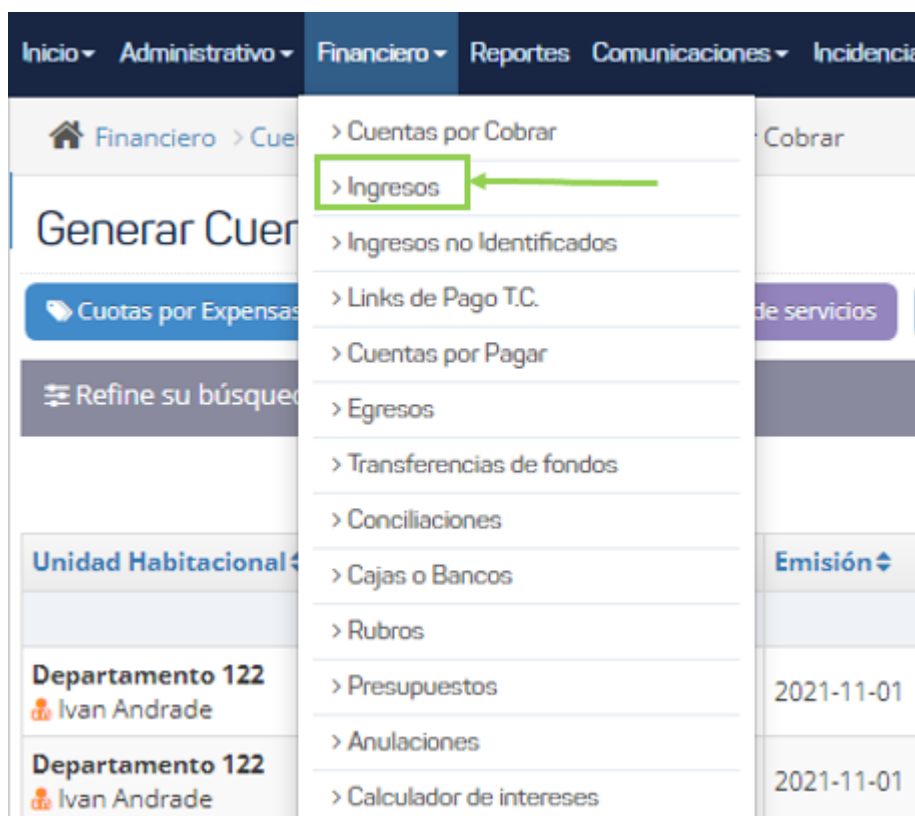 Inicio Administrativo Financiero Reportes Comunicaciones
Financiero > > Cuentas por Cobrar Cobrar
> Ingresos
Generar
> Ingresos no Identificados
Cuotas por Expensas > Links de Pago T.C. de servicios
> Cuentas por Pagar
Refine su
> Egresos
> Transferencias de fondos
> Conciliaciones
Unidad Habitacional > Cajas o Bancos Emisión
> Rubros
Departamento 122 > Presupuestos 2021-11-01
Ivan Andrade
> Anulaciones
Departamento 122 2021-11-01
Ivan Andrade > Calculador de intereses